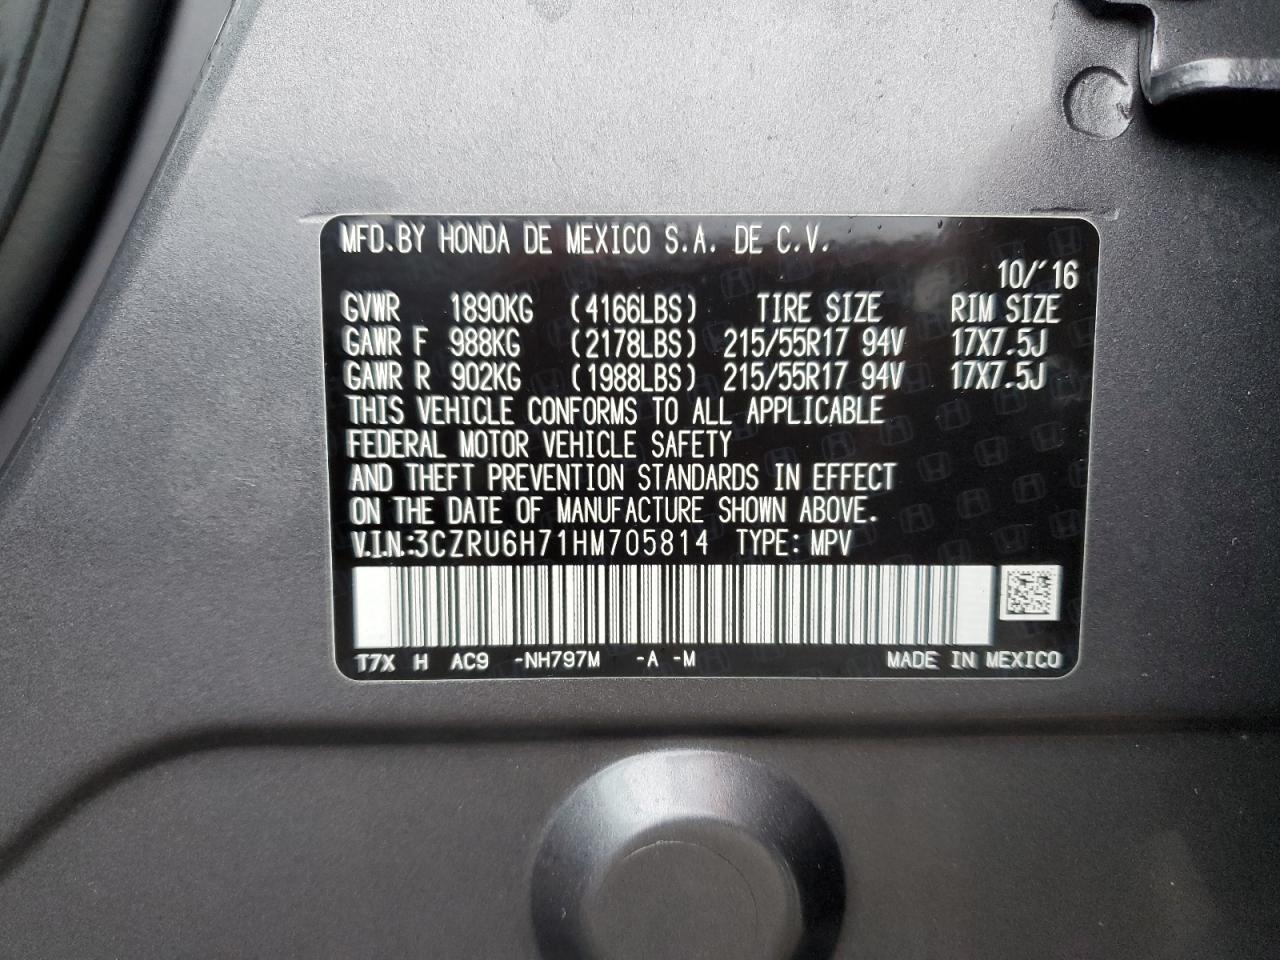 MFD.BY HONDA DE MEXICO S.A. DE C.V.
10/'16
GVWR 1890KG (4166LBS) TIRE SIZE RIM SIZE
GAWR F 988KG (2178LBS) 215/55R17 94V 17X7.5J
GAWR R 902KG (1988LBS) 215/55R17 94V 17X7.5J
THIS VEHICLE CONFORMS TO ALL APPLICABLE
FEDERAL MOTOR VEHICLE SAFETY
AND THEFT PREVENTION STANDARDS IN EFFECT
ON THE DATE OF MANUFACTURE SHOWN ABOVE.
V.I.N.:3CZRU6H71HM705814 TYPE: MPV
T7X H AC9 -NH797M -A -M MADE IN MEXICO